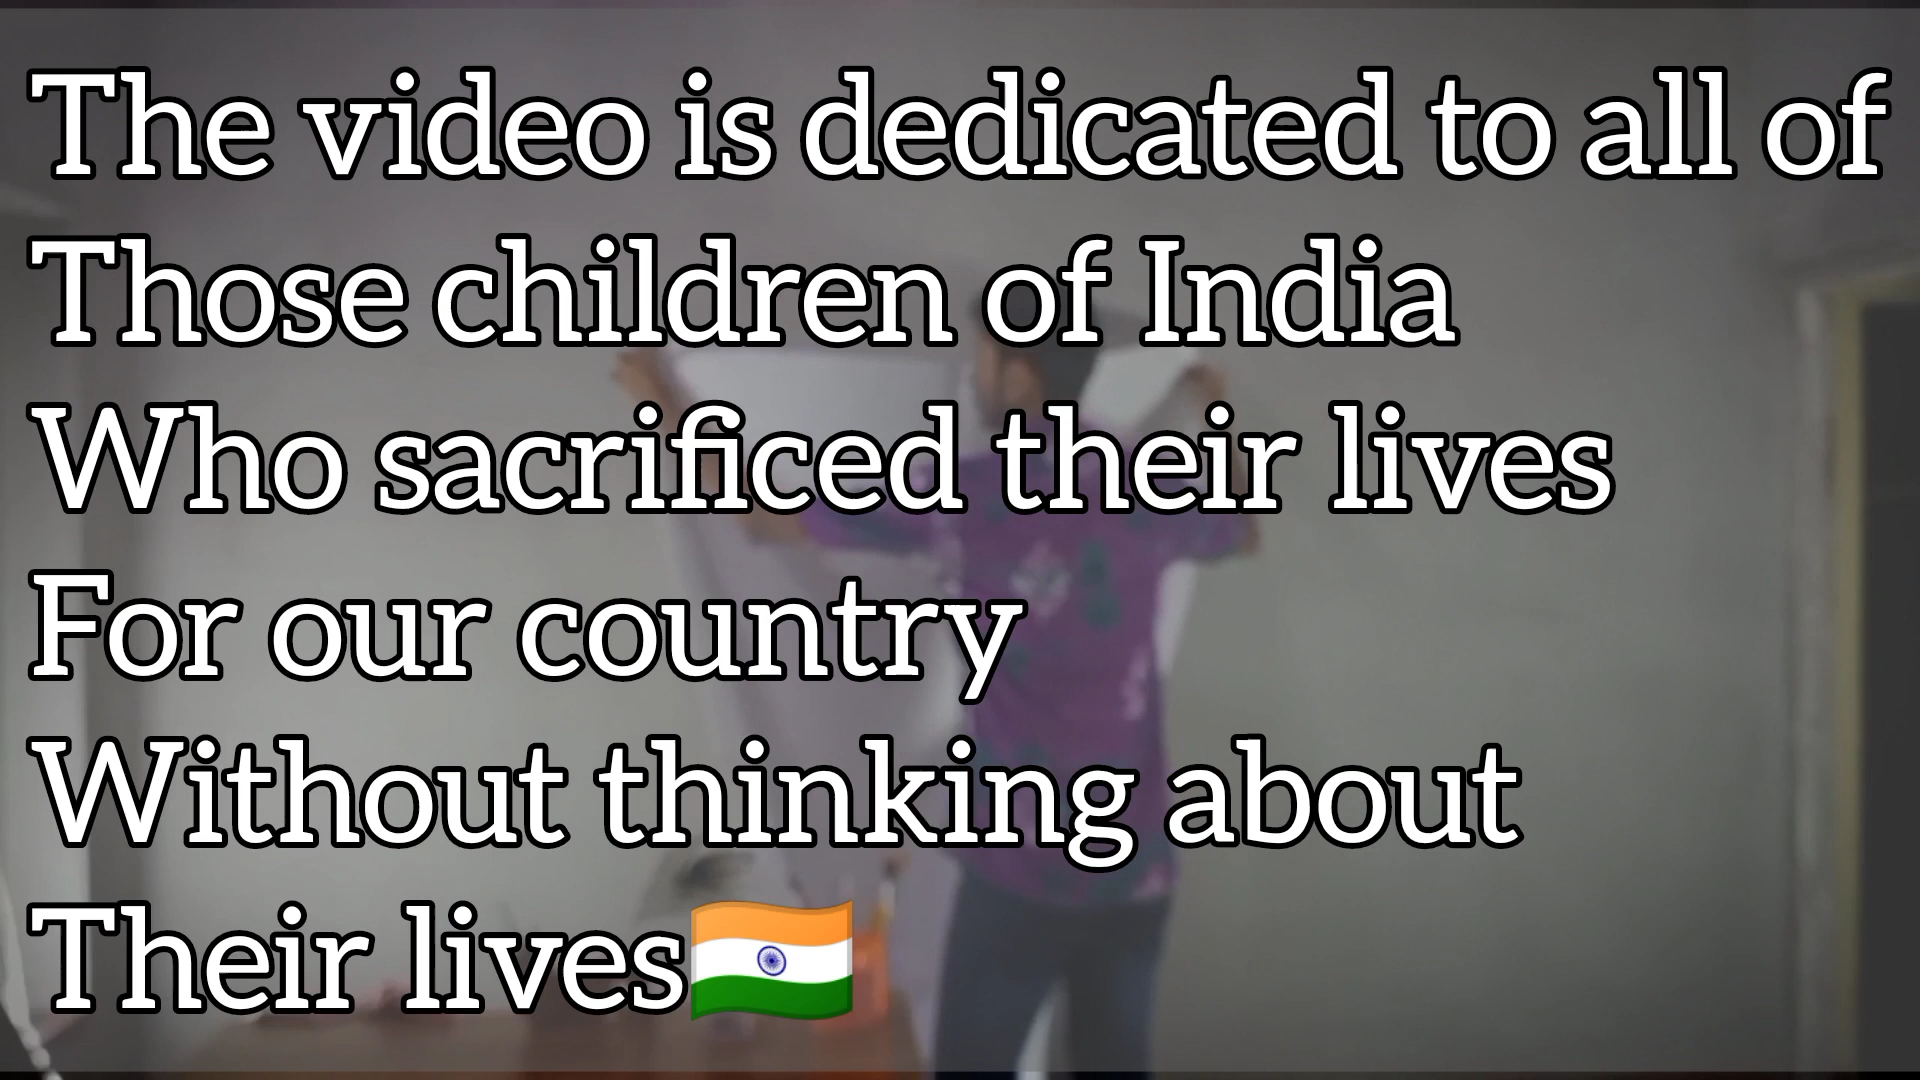 The video is dedicated to all of
Those children of India
Who sacrificed their lives
For our country
Without thinking about
Their lives🇮🇳